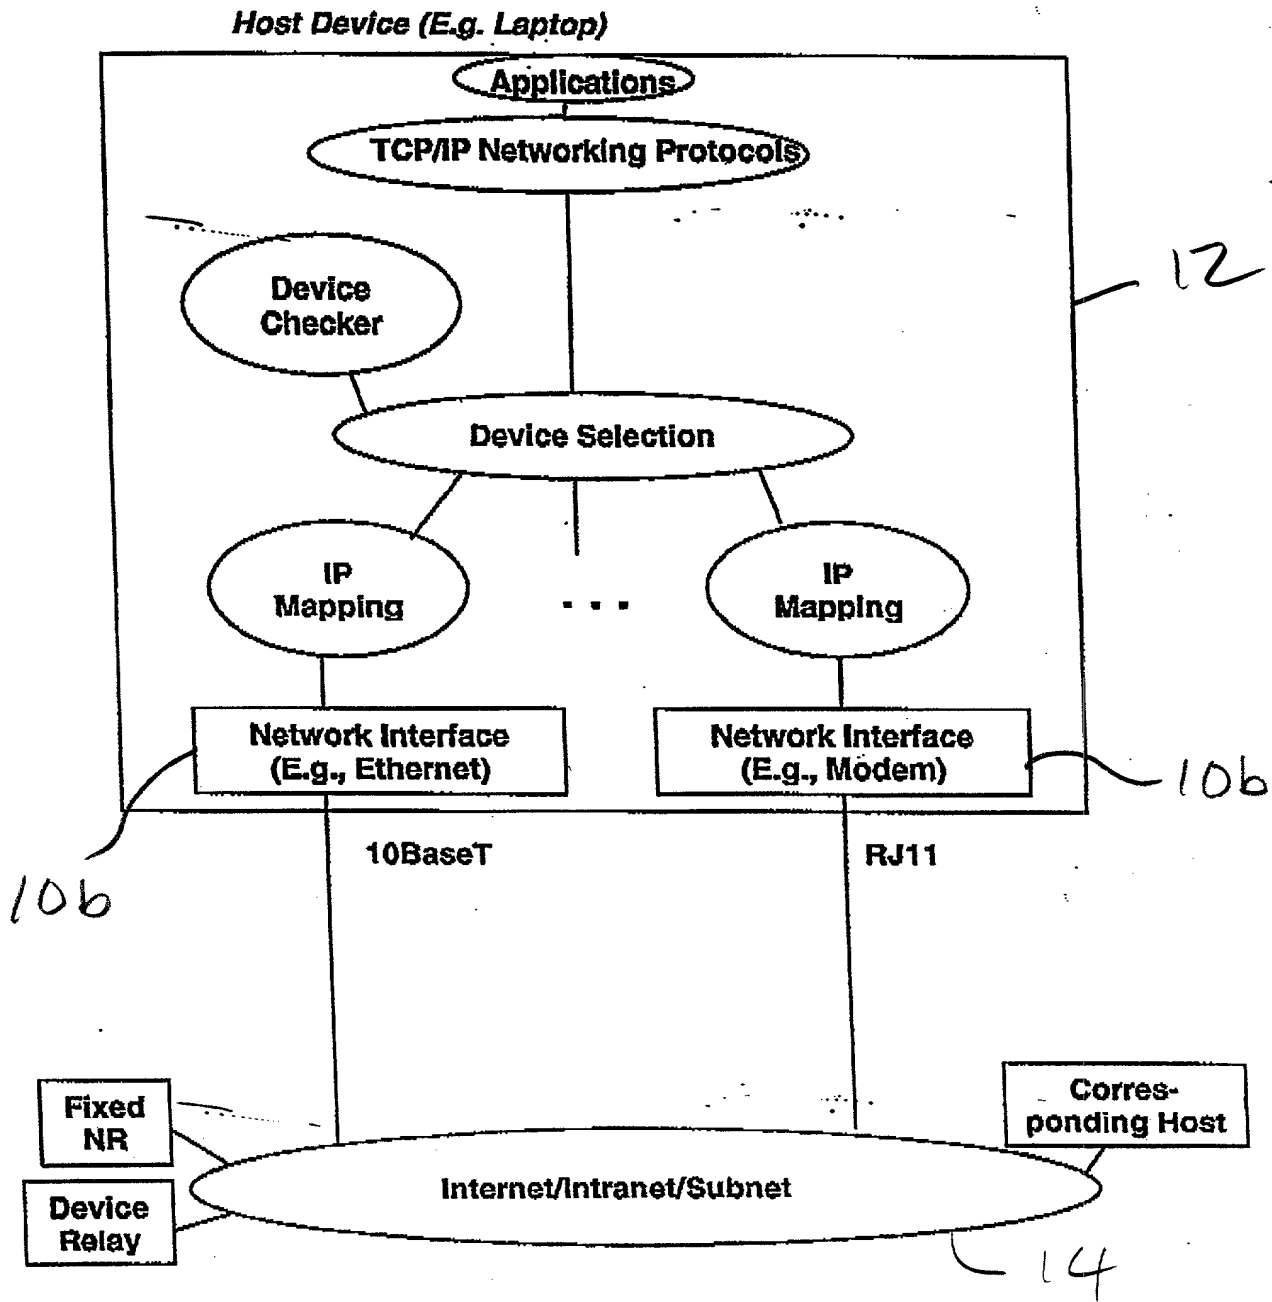 Host Device (E.g. Laptop)
Applications
TCP/IP Networking Protocols
12
Device
Checker
Device Selection
IP
Mapping
. . .
IP
Mapping
Network Interface
(E.g., Ethernet)
Network Interface
(E.g., Modem)
10b
10b
10BaseT
RJ11
Fixed
NR
Corres-
ponding Host
Internet/Intranet/Subnet
Device
Relay
14